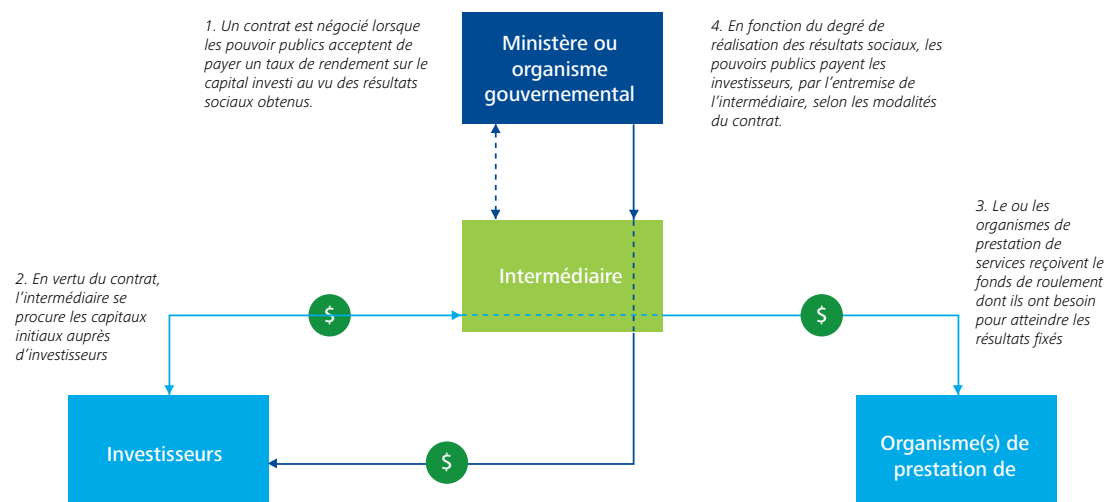 1. Un contrat est négocié lorsque
les pouvoir publics acceptent de
payer un taux de rendement sur le
capital investi au vu des résultats
sociaux obtenus.
Ministère ou
organisme
gouvernemental
4. En fonction du degré de
réalisation des résultats sociaux, les
pouvoirs publics payent les
investisseurs, par l'entremise de
l'intermédiaire, selon les modalités
du contrat.
2. En vertu du contrat,
l'intermédiaire se
procure les capitaux
initiaux auprès
d'investisseurs
$
Intermédiaire
$
3. Le ou les
organismes de
prestation de
services reçoivent le
fonds de roulement
dont ils ont besoin
pour atteindre les
résultats fixés
Investisseurs
$
Organisme(s) de
prestation de